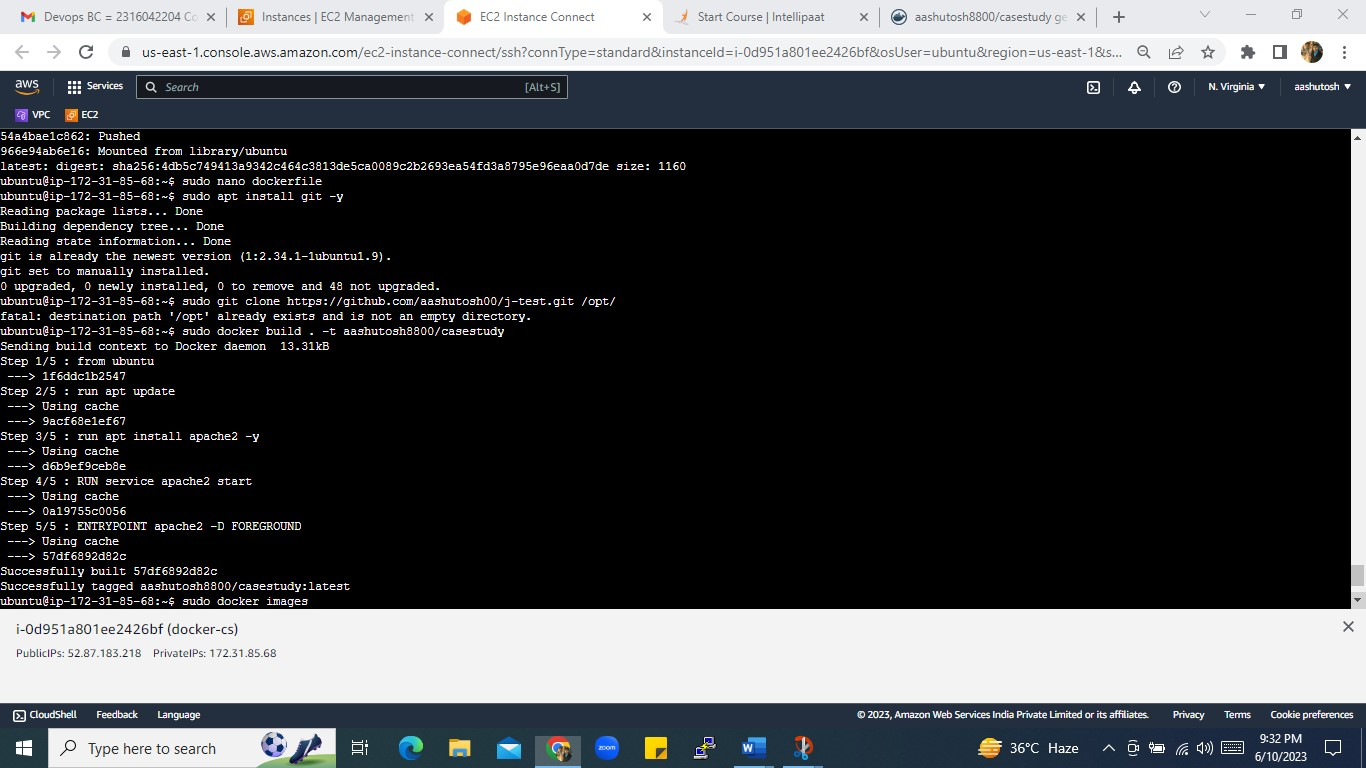 Devops BC = 2316042204 Co
Instances | EC2 Management
EC2 Instance Connect
Start Course | Intellipaat
aashutosh8800/casestudy ge
us-east-1.console.aws.amazon.com/ec2-instance-connect/ssh?connType=standard&instanceId=i-0d951a801ee2426bf&osUser=ubuntu&region=us-east-1&s...
aws
Services
Search
[Alt+S]
N. Virginia
aashutosh
VPC
EC2
54a4bae1c862: Pushed
966e94ab6e16: Mounted from library/ubuntu
latest: digest: sha256:4db5c749413a9342c464c3813de5ca0089c2b2693ea54fd3a8795e96eaa0d7de size: 1160
ubuntu@ip-172-31-85-68:~$ sudo nano dockerfile
ubuntu@ip-172-31-85-68:~$ sudo apt install git -y
Reading package lists... Done
Building dependency tree... Done
Reading state information... Done
git is already the newest version (1:2.34.1-1ubuntu1.9).
git set to manually installed.
0 upgraded, 0 newly installed, 0 to remove and 48 not upgraded.
ubuntu@ip-172-31-85-68:~$ sudo git clone https://github.com/aashutosh00/j-test.git /opt/
fatal: destination path '/opt' already exists and is not an empty directory.
ubuntu@ip-172-31-85-68:~$ sudo docker build . -t aashutosh8800/casestudy
Sending build context to Docker daemon  13.31kB
Step 1/5 : from ubuntu
 ---> 1f6ddc1b2547
Step 2/5 : run apt update
 ---> Using cache
 ---> 9acf68e1ef67
Step 3/5 : run apt install apache2 -y
 ---> Using cache
 ---> d6b9ef9ceb8e
Step 4/5 : RUN service apache2 start
 ---> Using cache
 ---> 0a19755c0056
Step 5/5 : ENTRYPOINT apache2 -D FOREGROUND
 ---> Using cache
 ---> 57df6892d82c
Successfully built 57df6892d82c
Successfully tagged aashutosh8800/casestudy:latest
ubuntu@ip-172-31-85-68:~$ sudo docker images
i-0d951a801ee2426bf (docker-cs)
PublicIPs: 52.87.183.218 PrivateIPs: 172.31.85.68
CloudShell
Feedback
Language
© 2023, Amazon Web Services India Private Limited or its affiliates.
Privacy
Terms
Cookie preferences
Type here to search
zoom
36°C Haze
9:32 PM
6/10/2023